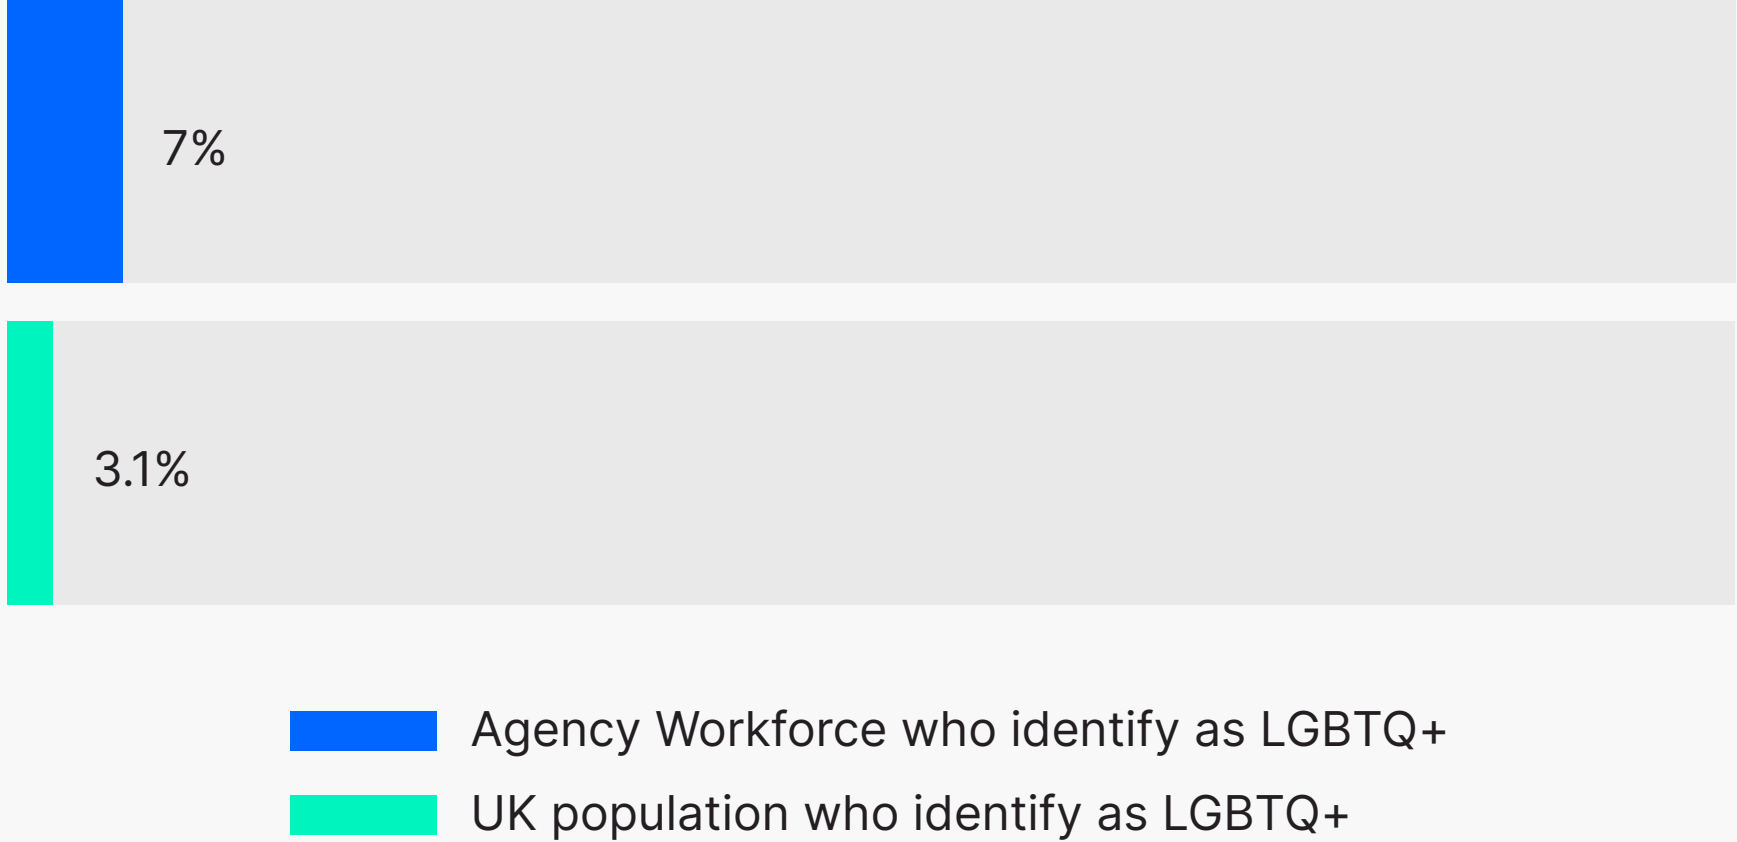 7%
3.1%
Agency Workforce who identify as LGBTQ+
UK population who identify as LGBTQ+